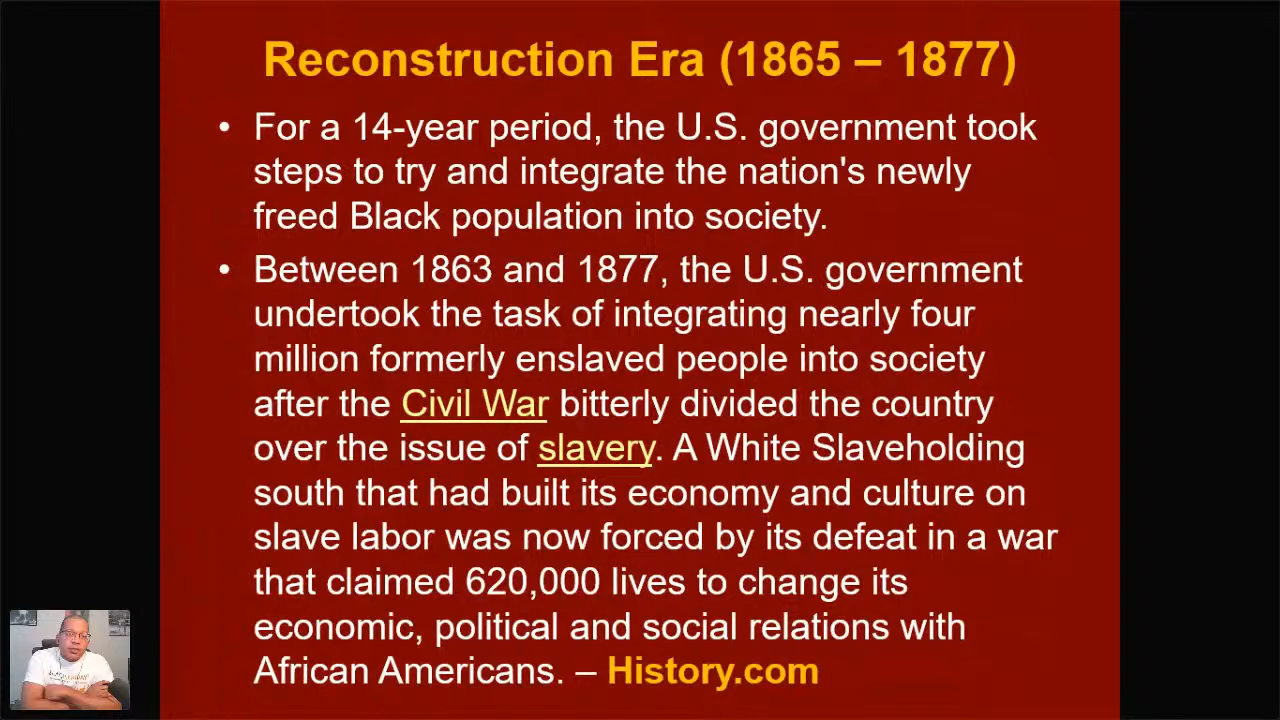 Reconstruction Era (1865 – 1877)
• For a 14-year period, the U.S. government took
steps to try and integrate the nation's newly
freed Black population into society.
• Between 1863 and 1877, the U.S. government
undertook the task of integrating nearly four
million formerly enslaved people into society
after the Civil War bitterly divided the country
over the issue of slavery. A White Slaveholding
south that had built its economy and culture on
slave labor was now forced by its defeat in a war
that claimed 620,000 lives to change its
economic, political and social relations with
African Americans. – History.com